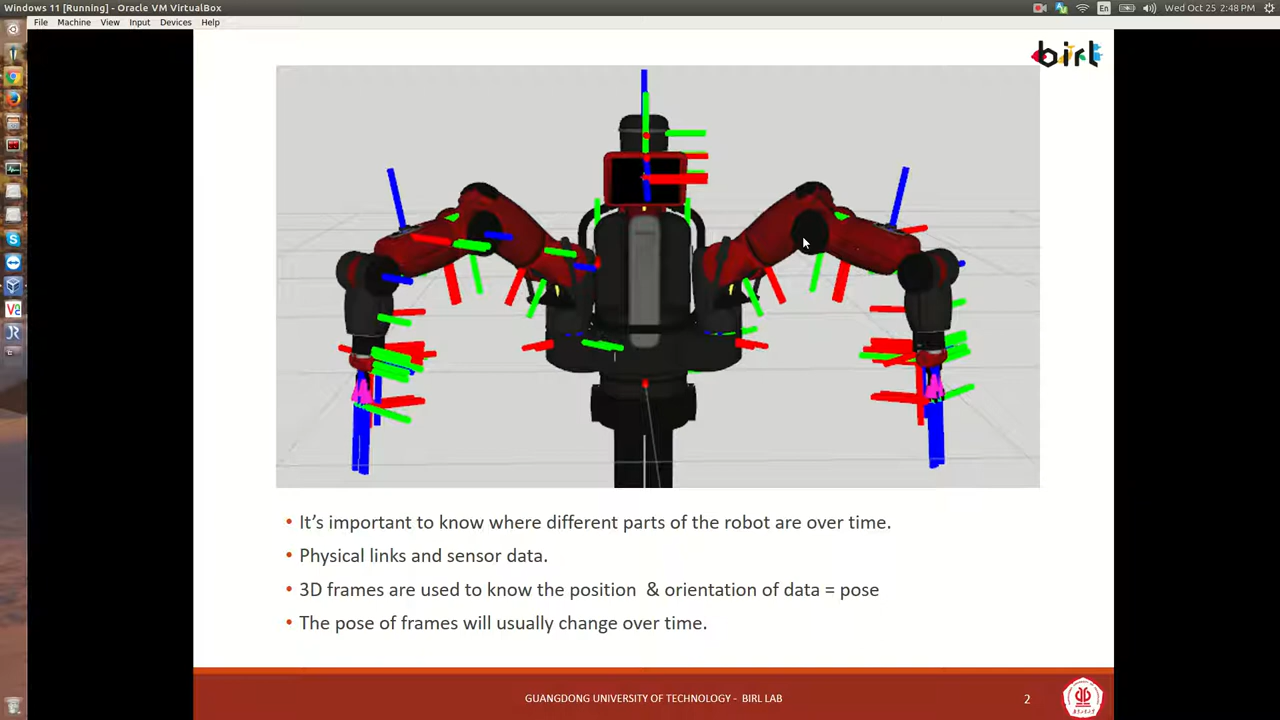 Windows 11 [Running] - Oracle VM VirtualBox
En
Wed Oct 25 2:48 PM
File Machine View Input Devices Help
birl
• It's important to know where different parts of the robot are over time.
• Physical links and sensor data.
• 3D frames are used to know the position & orientation of data = pose
• The pose of frames will usually change over time.
GUANGDONG UNIVERSITY OF TECHNOLOGY - BIRL LAB
2